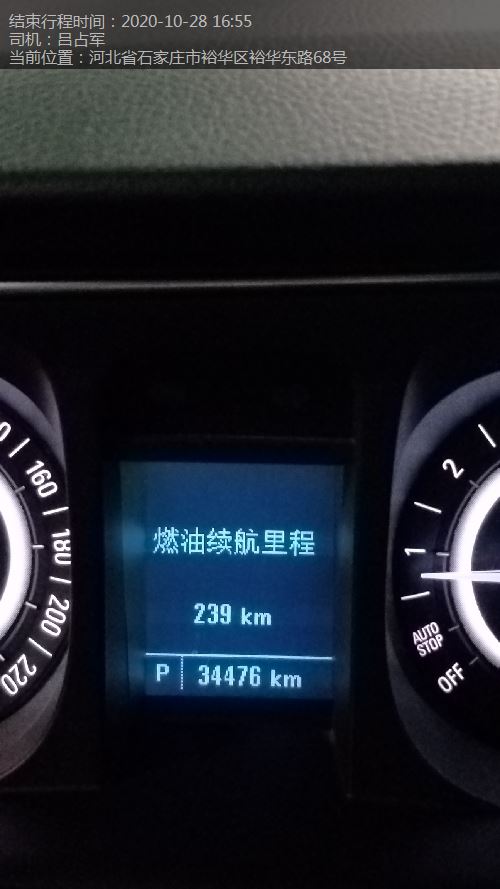 结束行程时间：2020-10-28 16:55
司机：吕占军
当前位置：河北省石家庄市裕华区裕华东路68号
160
180
200
220
燃油续航里程
239 km
P 34476 km
2
1
AUTO
STOP
OFF